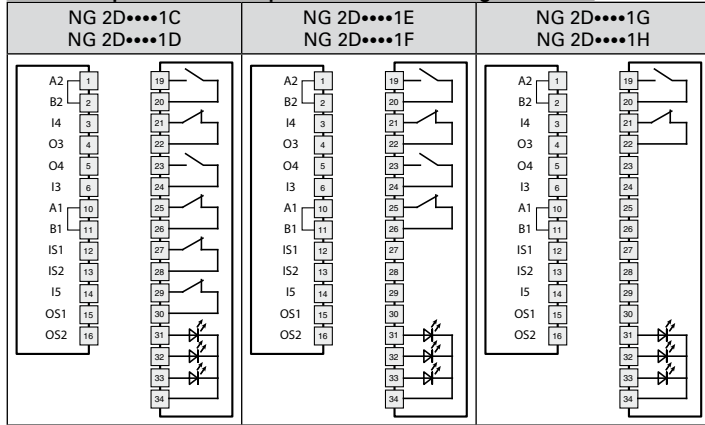 NG 2D••••1C
NG 2D••••1D
NG 2D••••1E
NG 2D••••1F
NG 2D••••1G
NG 2D••••1H
A2 1 19
B2 2 20
I4 3 21
O3 4 22
O4 5 23
I3 6 24
A1 10 25
B1 11 26
IS1 12 27
IS2 13 28
I5 14 29
OS1 15 30
OS2 16 31
32
33
34
A2 1 19
B2 2 20
I4 3 21
O3 4 22
O4 5 23
I3 6 24
A1 10 25
B1 11 26
IS1 12 27
IS2 13 28
I5 14 29
OS1 15 30
OS2 16 31
32
33
34
A2 1 19
B2 2 20
I4 3 21
O3 4 22
O4 5 23
I3 6 24
A1 10 25
B1 11 26
IS1 12 27
IS2 13 28
I5 14 29
OS1 15 30
OS2 16 31
32
33
34